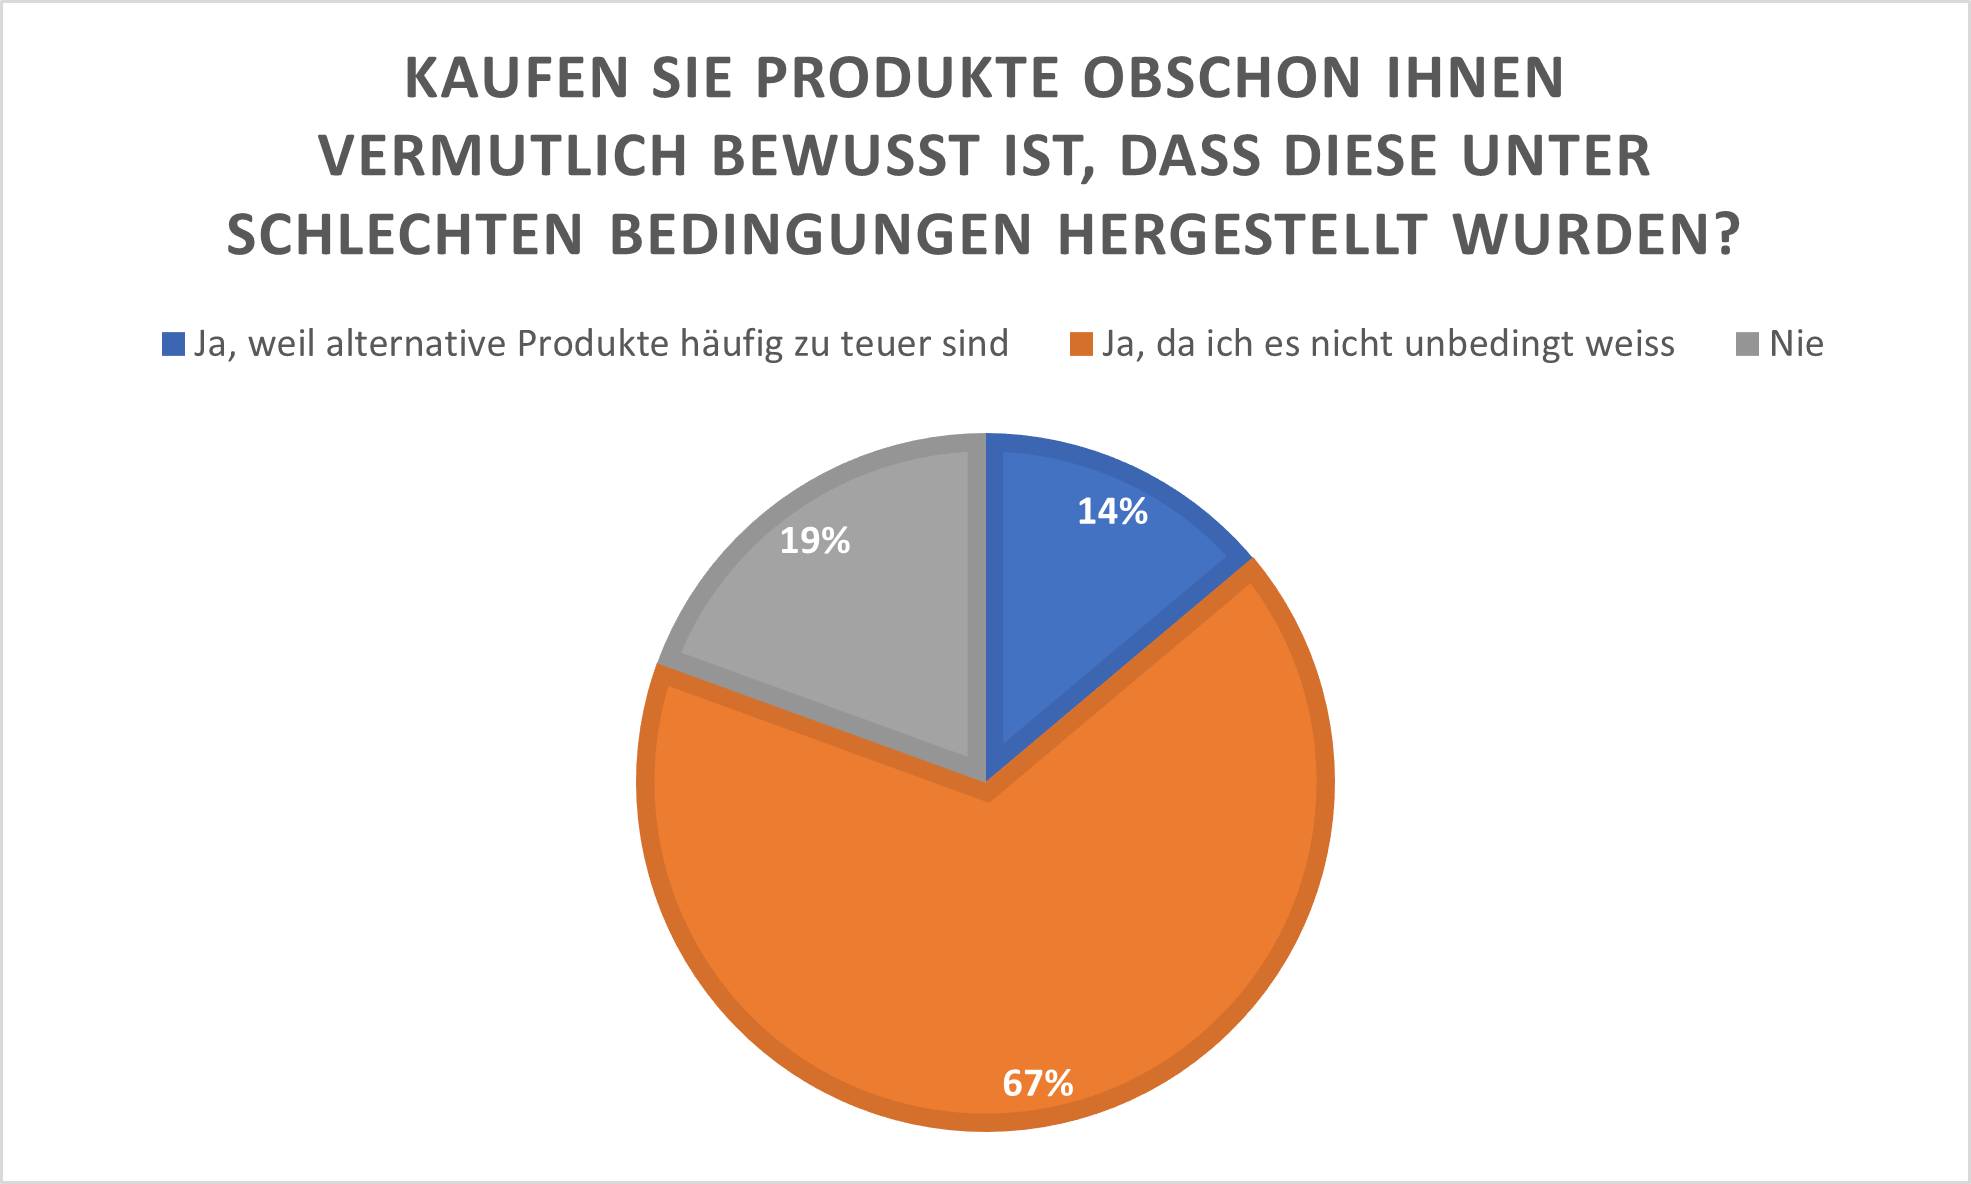 KAUFEN SIE PRODUKTE OBSCHON IHNEN
VERMUTLICH BEWUSST IST, DASS DIESE UNTER
SCHLECHTEN BEDINGUNGEN HERGESTELLT WURDEN?
Ja, weil alternative Produkte häufig zu teuer sind
Ja, da ich es nicht unbedingt weiss
Nie
14%
19%
67%